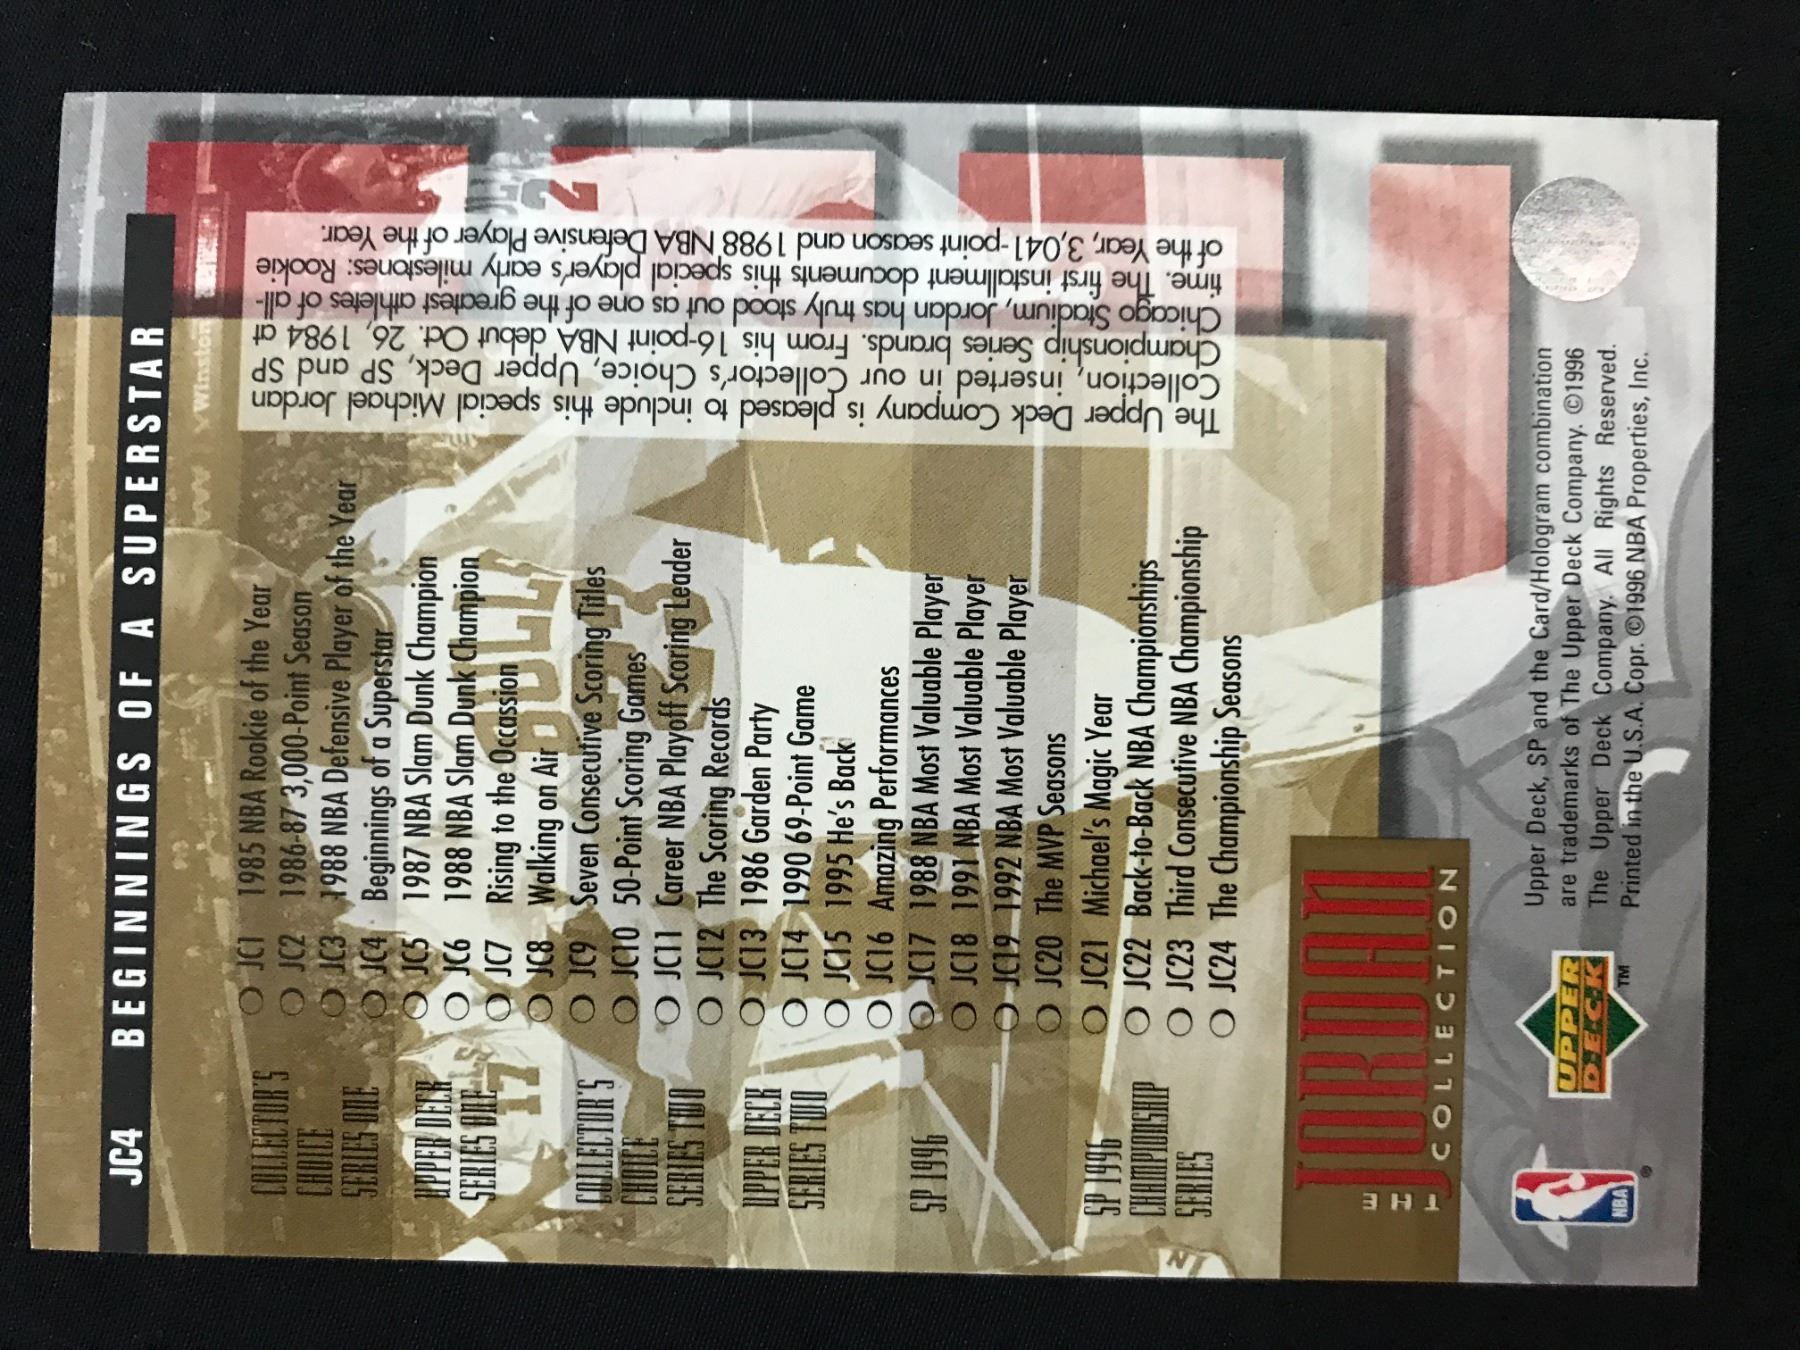 JC4 BEGINNINGS OF A SUPERSTAR
COLLECTOR'S
CHOICE
SERIES ONE
JC1 1985 NBA Rookie of the Year
JC2 1986-87 3,000-Point Season
JC3 1988 NBA Defensive Player of the Year
JC4 Beginnings of a Superstar
UPPER DECK
SERIES ONE
JC5 1987 NBA Slam Dunk Champion
JC6 1988 NBA Slam Dunk Champion
JC7 Rising to the Occassion
JC8 Walking on Air
COLLECTOR'S
CHOICE
SERIES TWO
JC9 Seven Consecutive Scoring Titles
JC10 50-Point Scoring Games
JC11 Career NBA Playoff Scoring Leader
JC12 The Scoring Records
UPPER DECK
SERIES TWO
JC13 1986 Garden Party
JC14 1990 69-Point Game
JC15 1995 He's Back
JC16 Amazing Performances
SP 1996
JC17 1988 NBA Most Valuable Player
JC18 1991 NBA Most Valuable Player
JC19 1992 NBA Most Valuable Player
JC20 The MVP Seasons
SP 1996
CHAMPIONSHIP
SERIES
JC21 Michael's Magic Year
JC22 Back-to-Back NBA Championships
JC23 Third Consecutive NBA Championship
JC24 The Championship Seasons
The Upper Deck Company is pleased to include this special Michael Jordan
Collection, inserted in our Collector's Choice, Upper Deck, SP and SP
Championship Series brands. From his 16-point NBA debut Oct. 26, 1984 at
Chicago Stadium, Jordan has truly stood out as one of the greatest athletes of all-
time. The first installment documents this special player's early milestones: Rookie
of the Year, 3,041-point season and 1988 NBA Defensive Player of the Year.
Winston
BULLS
23
17
THE
JORDAN
COLLECTION
NBA
®
UPPER
DECK
™
Upper Deck, SP and the Card/Hologram combination
are trademarks of The Upper Deck Company. ©1996
The Upper Deck Company. All Rights Reserved.
Printed in the U.S.A. Copr. ©1996 NBA Properties, Inc.